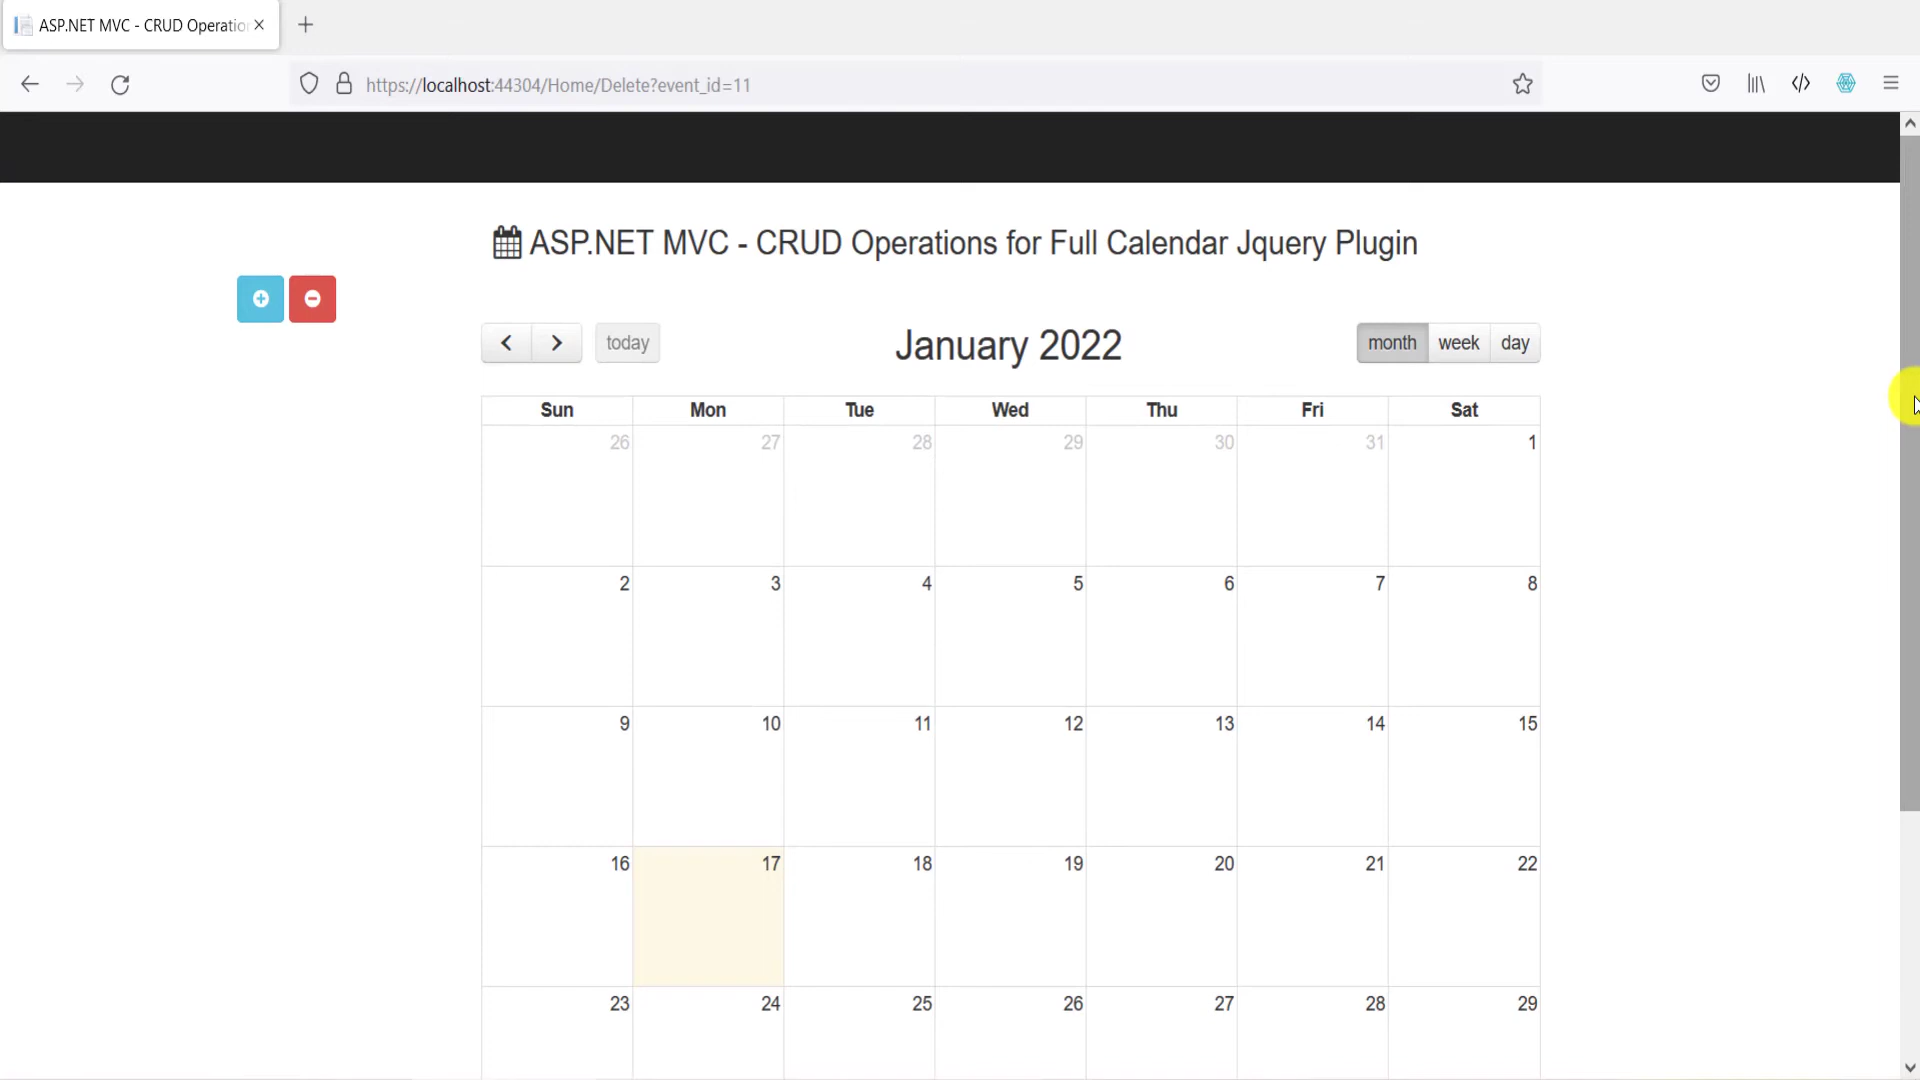 ASP.NET MVC - CRUD Operatio
https://localhost:44304/Home/Delete?event_id=11
ASP.NET MVC - CRUD Operations for Full Calendar Jquery Plugin
today
January 2022
month week day
Sun Mon Tue Wed Thu Fri Sat
26 27 28 29 30 31 1
2 3 4 5 6 7 8
9 10 11 12 13 14 15
16 17 18 19 20 21 22
23 24 25 26 27 28 29